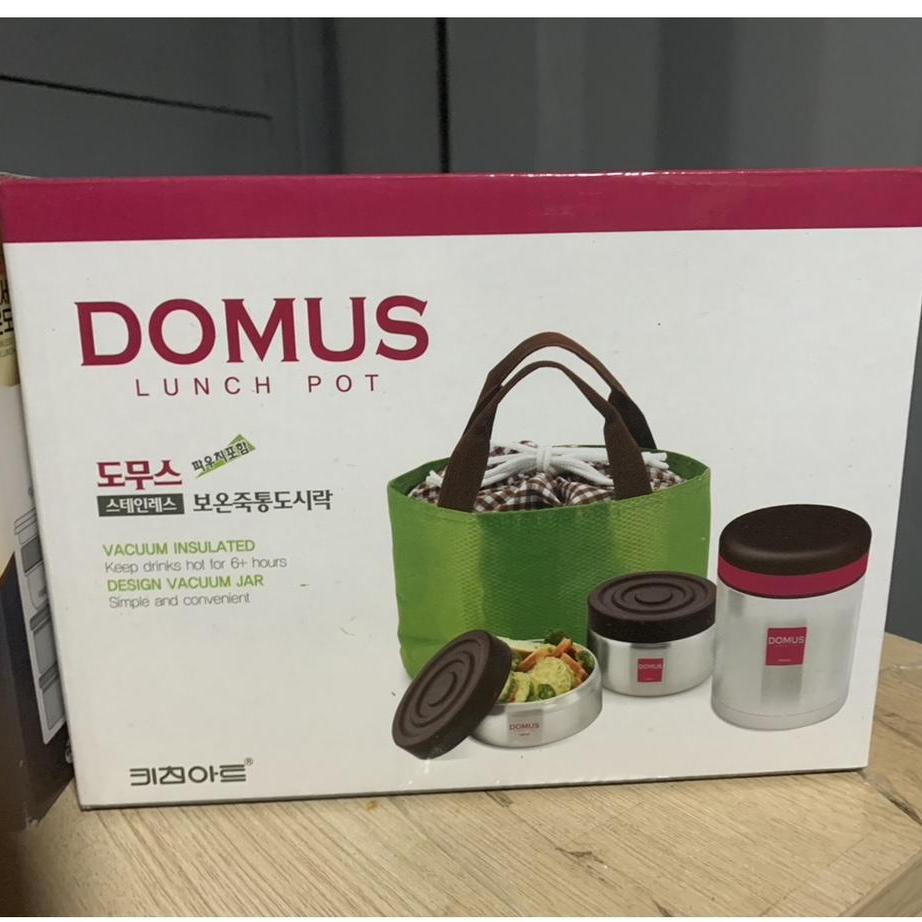 DOMUS
LUNCH POT
도무스 파우치포함
스테인레스 보온죽통도시락
VACUUM INSULATED
Keep drinks hot for 6+ hours
DESIGN VACUUM JAR
Simple and convenient
DOMUS
DOMUS
DOMUS
키친아트®